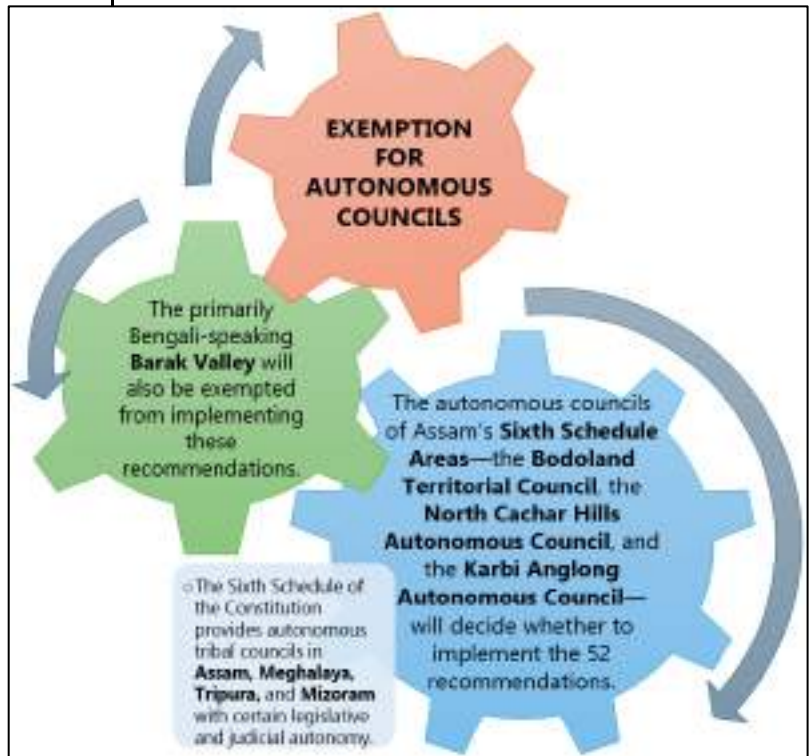 EXEMPTION
FOR
AUTONOMOUS
COUNCILS
The primarily
Bengali-speaking
Barak Valley will
also be exempted
from implementing
these
recommendations.
The autonomous councils
of Assam's Sixth Schedule
Areas—the Bodoland
Territorial Council, the
North Cachar Hills
Autonomous Council, and
the Karbi Anglong
Autonomous Council—
will decide whether to
implement the 52
recommendations.
○The Sixth Schedule of
the Constitution
provides autonomous
tribal councils in
Assam, Meghalaya,
Tripura, and Mizoram
with certain legislative
and judicial autonomy.